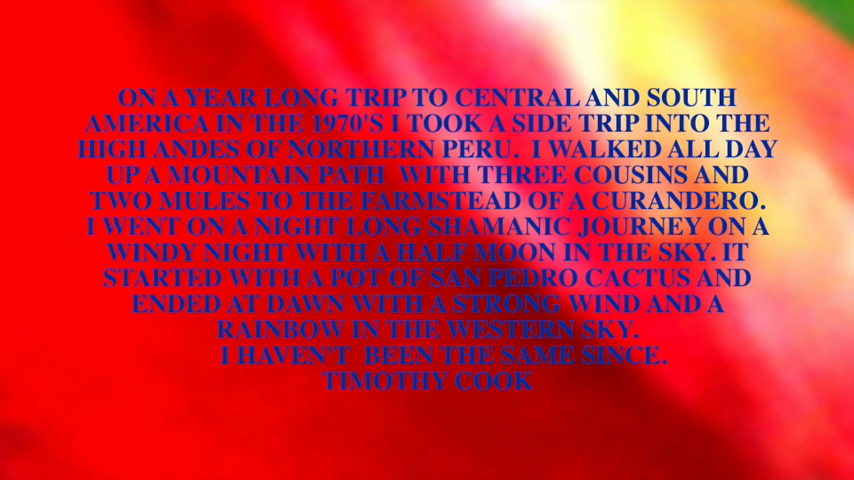 ON A YEAR LONG TRIP TO CENTRAL AND SOUTH
AMERICA IN THE 1970'S I TOOK A SIDE TRIP INTO THE
HIGH ANDES OF NORTHERN PERU.  I WALKED ALL DAY
UP A MOUNTAIN PATH  WITH THREE COUSINS AND
TWO MULES TO THE FARMSTEAD OF A CURANDERO.
I WENT ON A NIGHT LONG SHAMANIC JOURNEY ON A
WINDY NIGHT WITH A HALF MOON IN THE SKY. IT
STARTED WITH A POT OF SAN PEDRO CACTUS AND
ENDED AT DAWN WITH A STRONG WIND AND A
RAINBOW IN THE WESTERN SKY.
I HAVEN'T  BEEN THE SAME SINCE.
TIMOTHY COOK